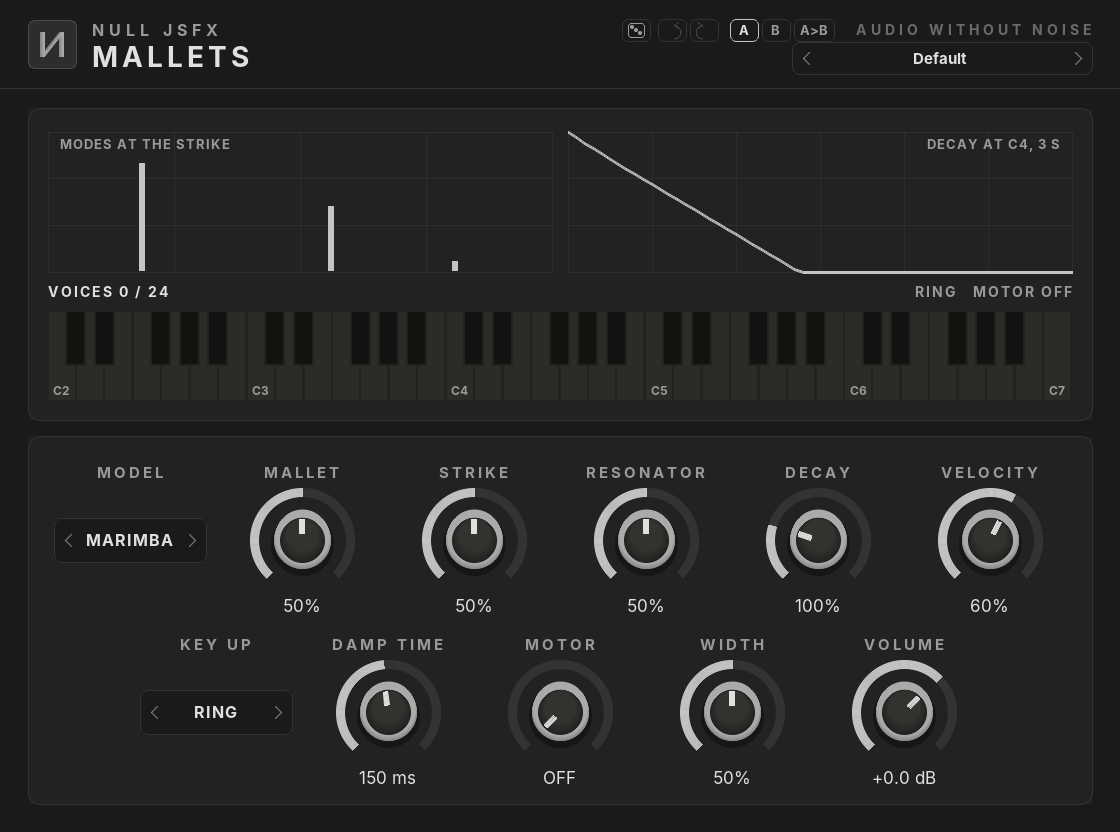 NULL JSFX
MALLETS
A B A>B AUDIO WITHOUT NOISE
Default
MODES AT THE STRIKE DECAY AT C4, 3 S
VOICES 0 / 24 RING MOTOR OFF
C2 C3 C4 C5 C6 C7
MODEL MALLET STRIKE RESONATOR DECAY VELOCITY
MARIMBA
50% 50% 50% 100% 60%
KEY UP DAMP TIME MOTOR WIDTH VOLUME
RING
150 ms OFF 50% +0.0 dB